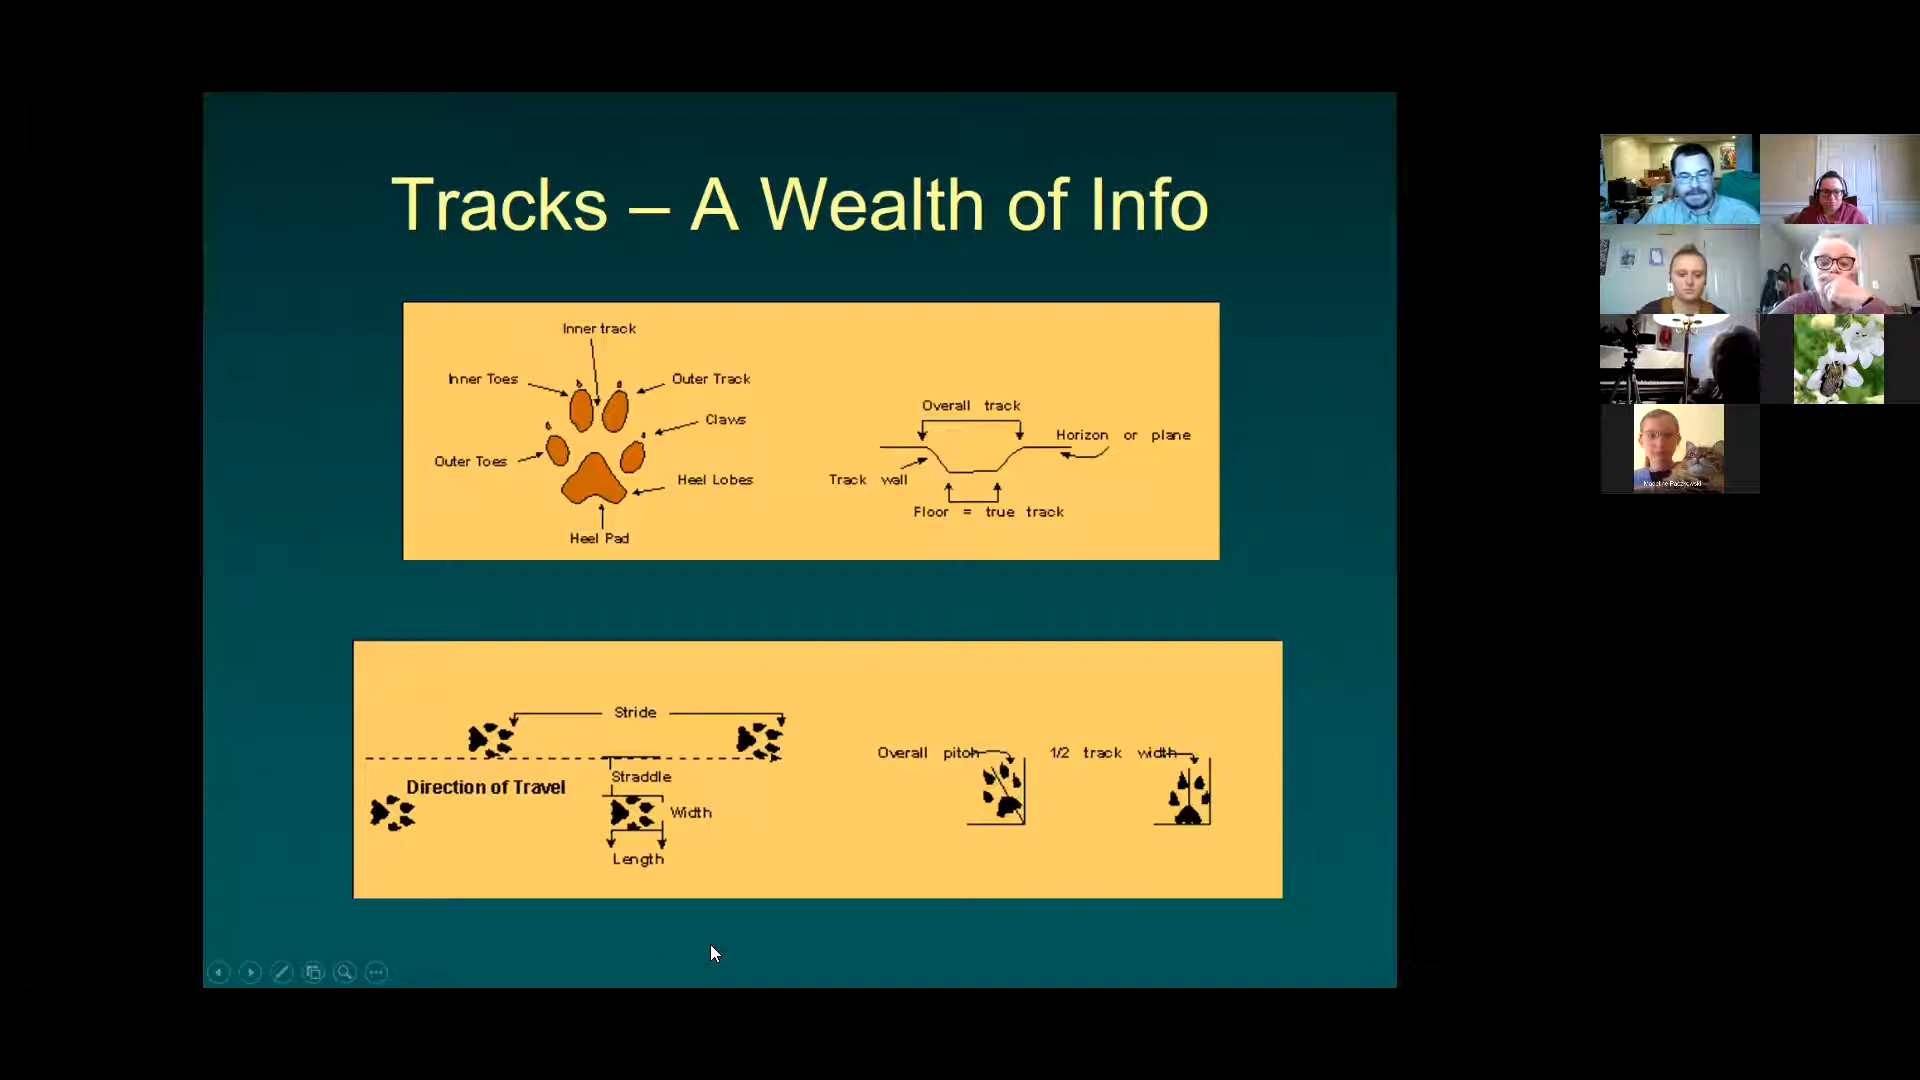 Tracks – A Wealth of Info
Inner track
Inner Toes
Outer Track
Claws
Outer Toes
Heel Lobes
Heel Pad
Overall track
Horizon or plane
Track wall
Floor = true track
Stride
Direction of Travel
Straddle
Width
Length
Overall pitch
1/2 track width
Madeline Paczkowski